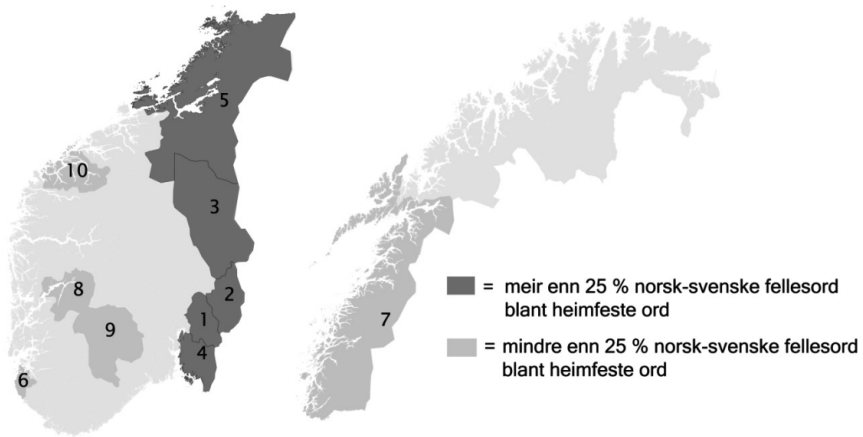 5
10
3
8
2
7
1
9
4
6
= meir enn 25 % norsk-svenske fellesord
blant heimfeste ord
= mindre enn 25 % norsk-svenske fellesord
blant heimfeste ord